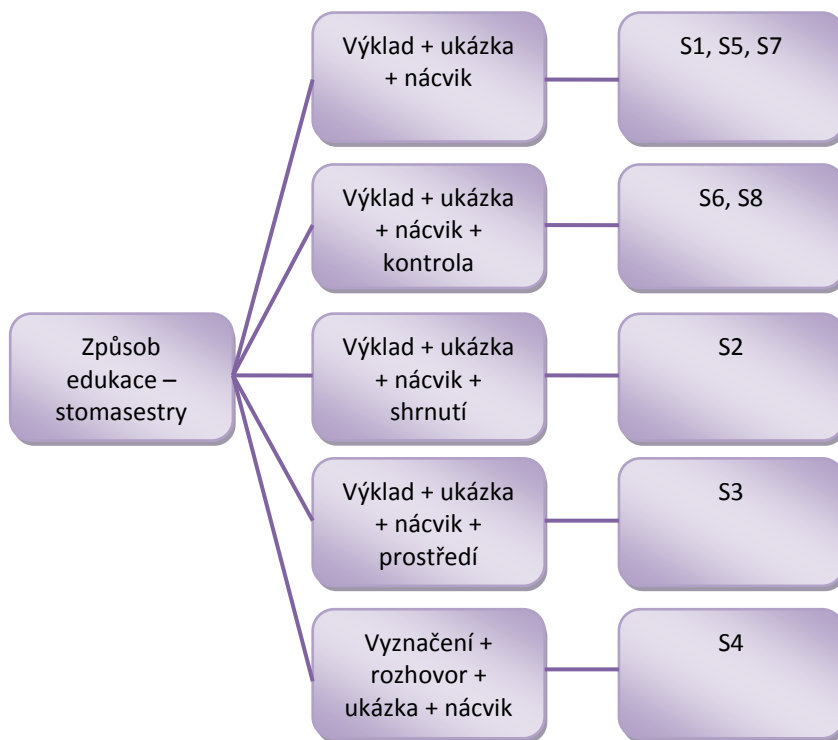 Způsob
edukace –
stomasestry
Výklad + ukázka
+ nácvik
S1, S5, S7
Výklad + ukázka
+ nácvik +
kontrola
S6, S8
Výklad + ukázka
+ nácvik +
shrnutí
S2
Výklad + ukázka
+ nácvik +
prostředí
S3
Vyznačení +
rozhovor +
ukázka + nácvik
S4